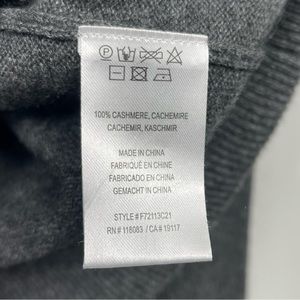 P
100% CASHMERE, CACHEMIRE
CACHEMIR, KASCHMIR
MADE IN CHINA
FABRIQUÉ EN CHINE
FABRICADO EN CHINA
GEMACHT IN CHINA
STYLE # F72113C21
RN # 118083 / CA # 19117